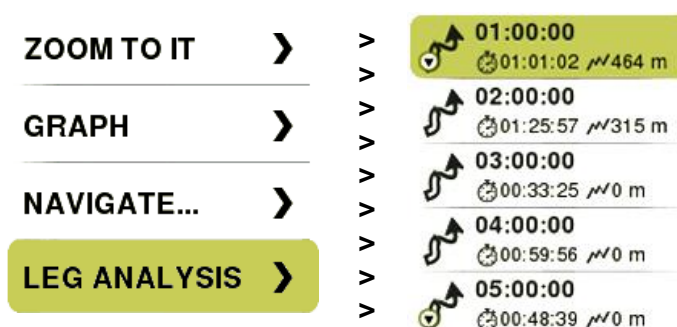 ZOOM TO IT ❯
GRAPH ❯
NAVIGATE... ❯
LEG ANALYSIS ❯
>
>
>
>
>
>
>
>
>
01:00:00
01:01:02 464 m
02:00:00
01:25:57 315 m
03:00:00
00:33:25 0 m
04:00:00
00:59:56 0 m
05:00:00
00:48:39 0 m